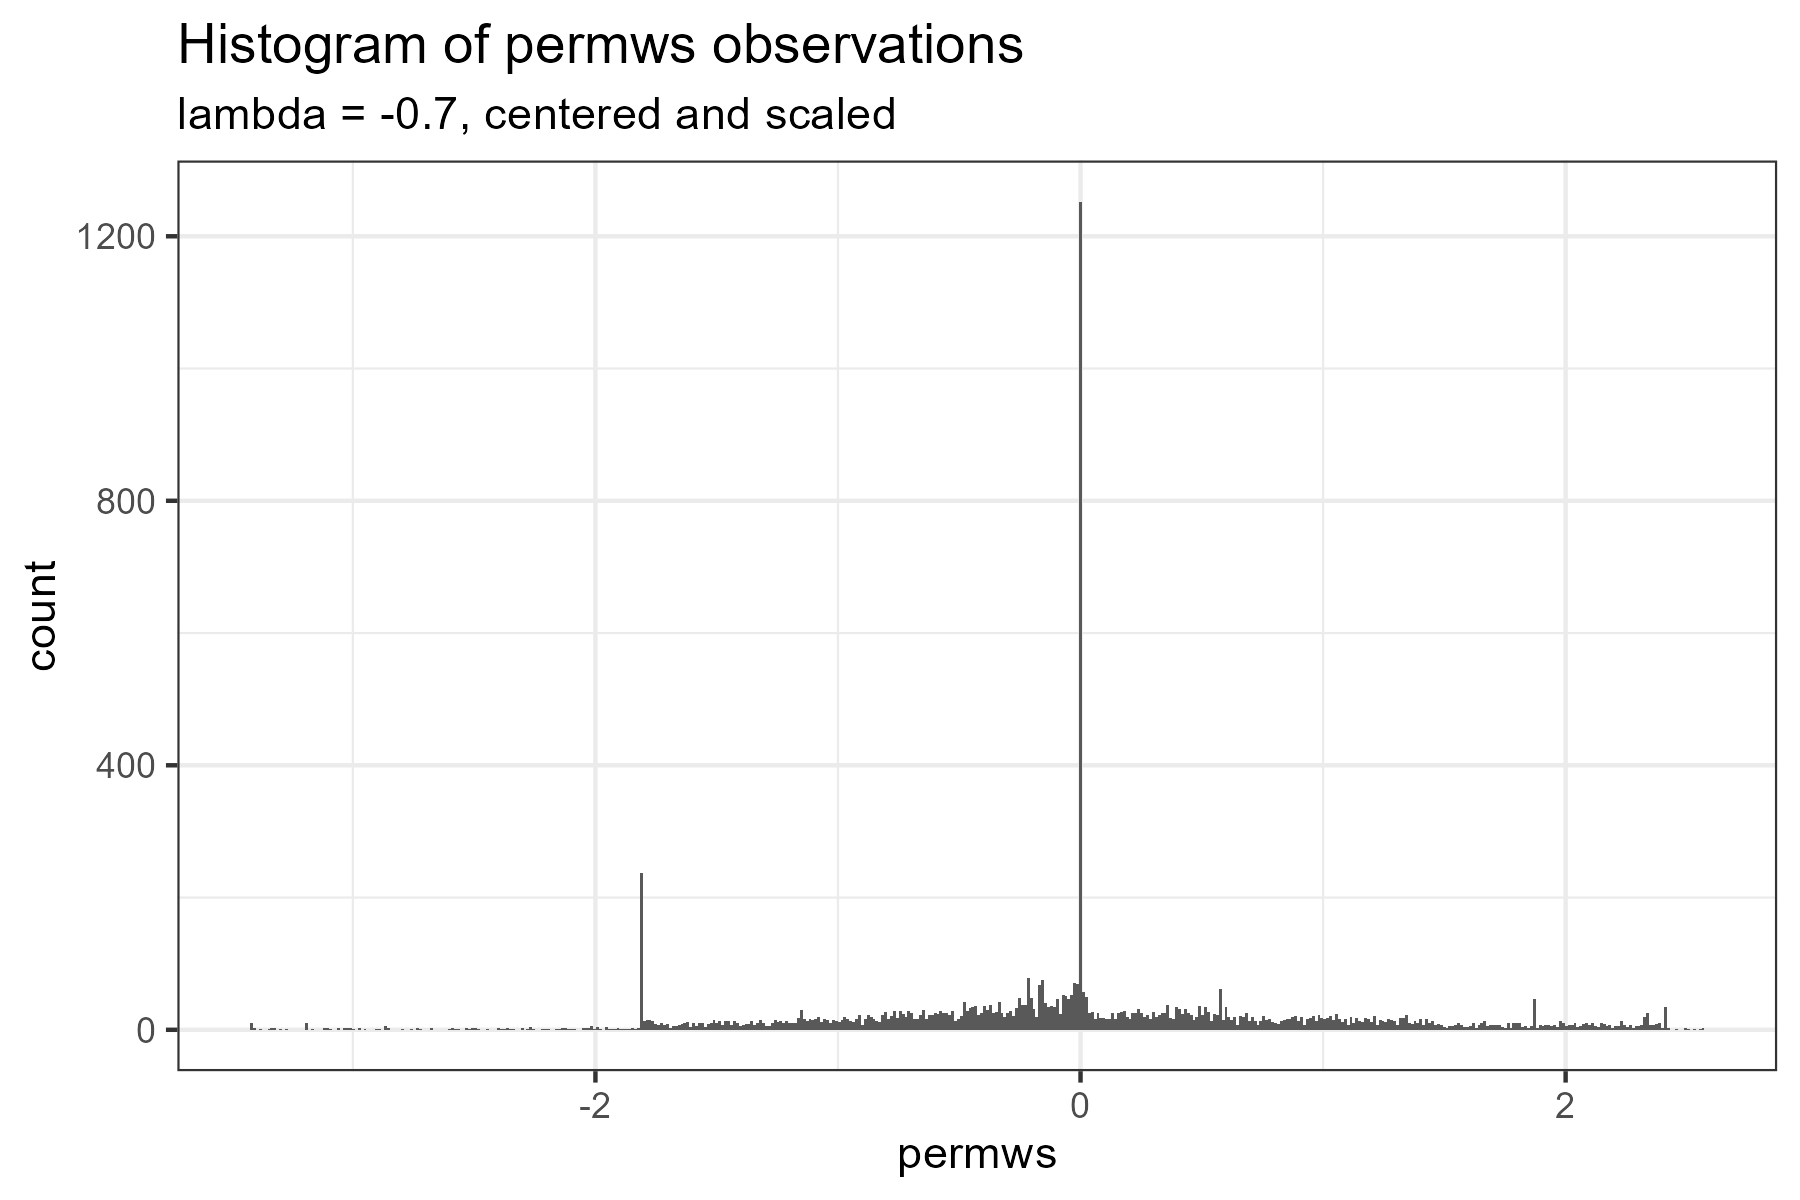 Histogram of permws observations
lambda = -0.7, centered and scaled
1200
800
400
0
count
-2
0
2
permws